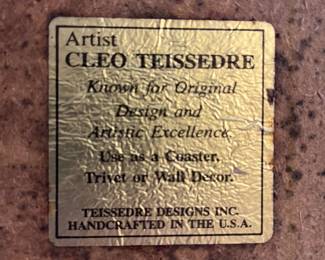 Artist
CLEO TEISSEDRE
Known for Original
Design and
Artistic Excellence.
Use as a Coaster.
Trivet or Wall Decor.
TEISSEDRE DESIGNS INC.
HANDCRAFTED IN THE U.S.A.